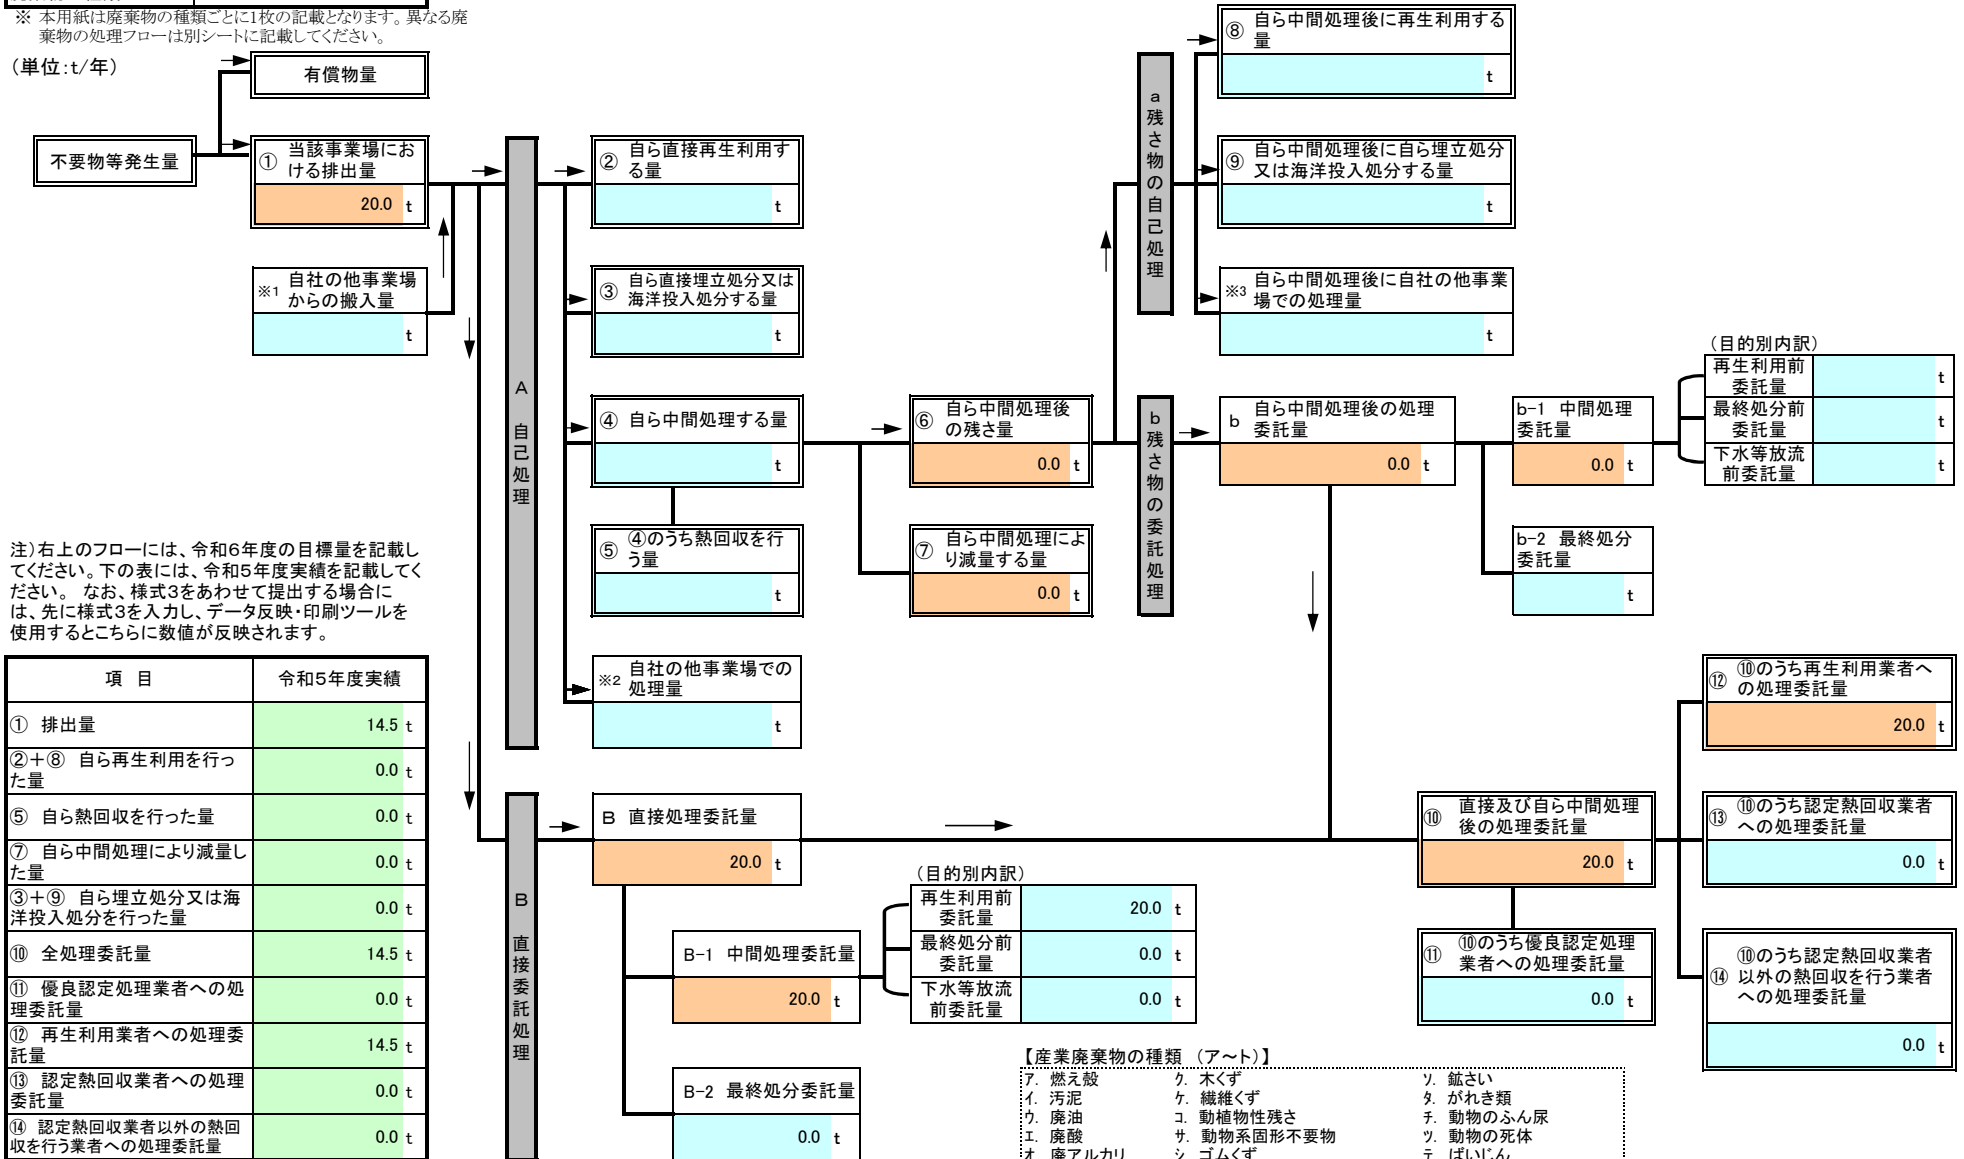 ※ 本用紙は廃棄物の種類ごとに1枚の記載となります。異なる廃
棄物の処理フローは別シートに記載してください。
(単位:t/年)
有償物量
不要物等発生量
① 当該事業場にお
ける排出量
20.0 t
※1 自社の他事業場
からの搬入量
t
A 自己処理
② 自ら直接再生利用す
る量
t
③ 自ら直接埋立処分又は
海洋投入処分する量
t
④ 自ら中間処理する量
t
⑤ ④のうち熱回収を行
う量
t
※2 自社の他事業場での
処理量
t
⑥ 自ら中間処理後
の残さ量
0.0 t
⑦ 自ら中間処理によ
り減量する量
0.0 t
a 残さ物の自己処理
⑧ 自ら中間処理後に再生利用する
量
t
⑨ 自ら中間処理後に自ら埋立処分
又は海洋投入処分する量
t
※3 自ら中間処理後に自社の他事業
場での処理量
t
b 残さ物の委託処理
b 自ら中間処理後の処理
委託量
0.0 t
b-1 中間処理
委託量
0.0 t
(目的別内訳)
再生利用前
委託量
t
最終処分前
委託量
t
下水等放流
前委託量
t
b-2 最終処分
委託量
t
注)右上のフローには、令和6年度の目標量を記載し
てください。下の表には、令和5年度実績を記載してく
ださい。 なお、様式3をあわせて提出する場合に
は、先に様式3を入力し、データ反映・印刷ツールを
使用するとこちらに数値が反映されます。
項 目 令和5年度実績
① 排出量 14.5 t
②+⑧ 自ら再生利用を行っ
た量 0.0 t
⑤ 自ら熱回収を行った量 0.0 t
⑦ 自ら中間処理により減量し
た量 0.0 t
③+⑨ 自ら埋立処分又は海
洋投入処分を行った量 0.0 t
⑩ 全処理委託量 14.5 t
⑪ 優良認定処理業者への処
理委託量 0.0 t
⑫ 再生利用業者への処理委
託量 14.5 t
⑬ 認定熱回収業者への処理
委託量 0.0 t
⑭ 認定熱回収業者以外の熱回
収を行う業者への処理委託量 0.0 t
B 直接委託処理
B 直接処理委託量
20.0 t
B-1 中間処理委託量
20.0 t
(目的別内訳)
再生利用前
委託量
20.0 t
最終処分前
委託量
0.0 t
下水等放流
前委託量
0.0 t
B-2 最終処分委託量
0.0 t
⑩ 直接及び自ら中間処理
後の処理委託量
20.0 t
⑪ ⑩のうち優良認定処理
業者への処理委託量
0.0 t
⑫ ⑩のうち再生利用業者へ
の処理委託量
20.0 t
⑬ ⑩のうち認定熱回収業者
への処理委託量
0.0 t
⑭ ⑩のうち認定熱回収業者
以外の熱回収を行う業者
への処理委託量
0.0 t
【産業廃棄物の種類 (ア~ト)】
ア. 燃え殻 ク. 木くず ソ. 鉱さい
イ. 汚泥 ケ. 繊維くず タ. がれき類
ウ. 廃油 コ. 動植物性残さ チ. 動物のふん尿
エ. 廃酸 サ. 動物系固形不要物 ツ. 動物の死体
オ. 廃アルカリ シ. ゴムくず テ. ばいじん